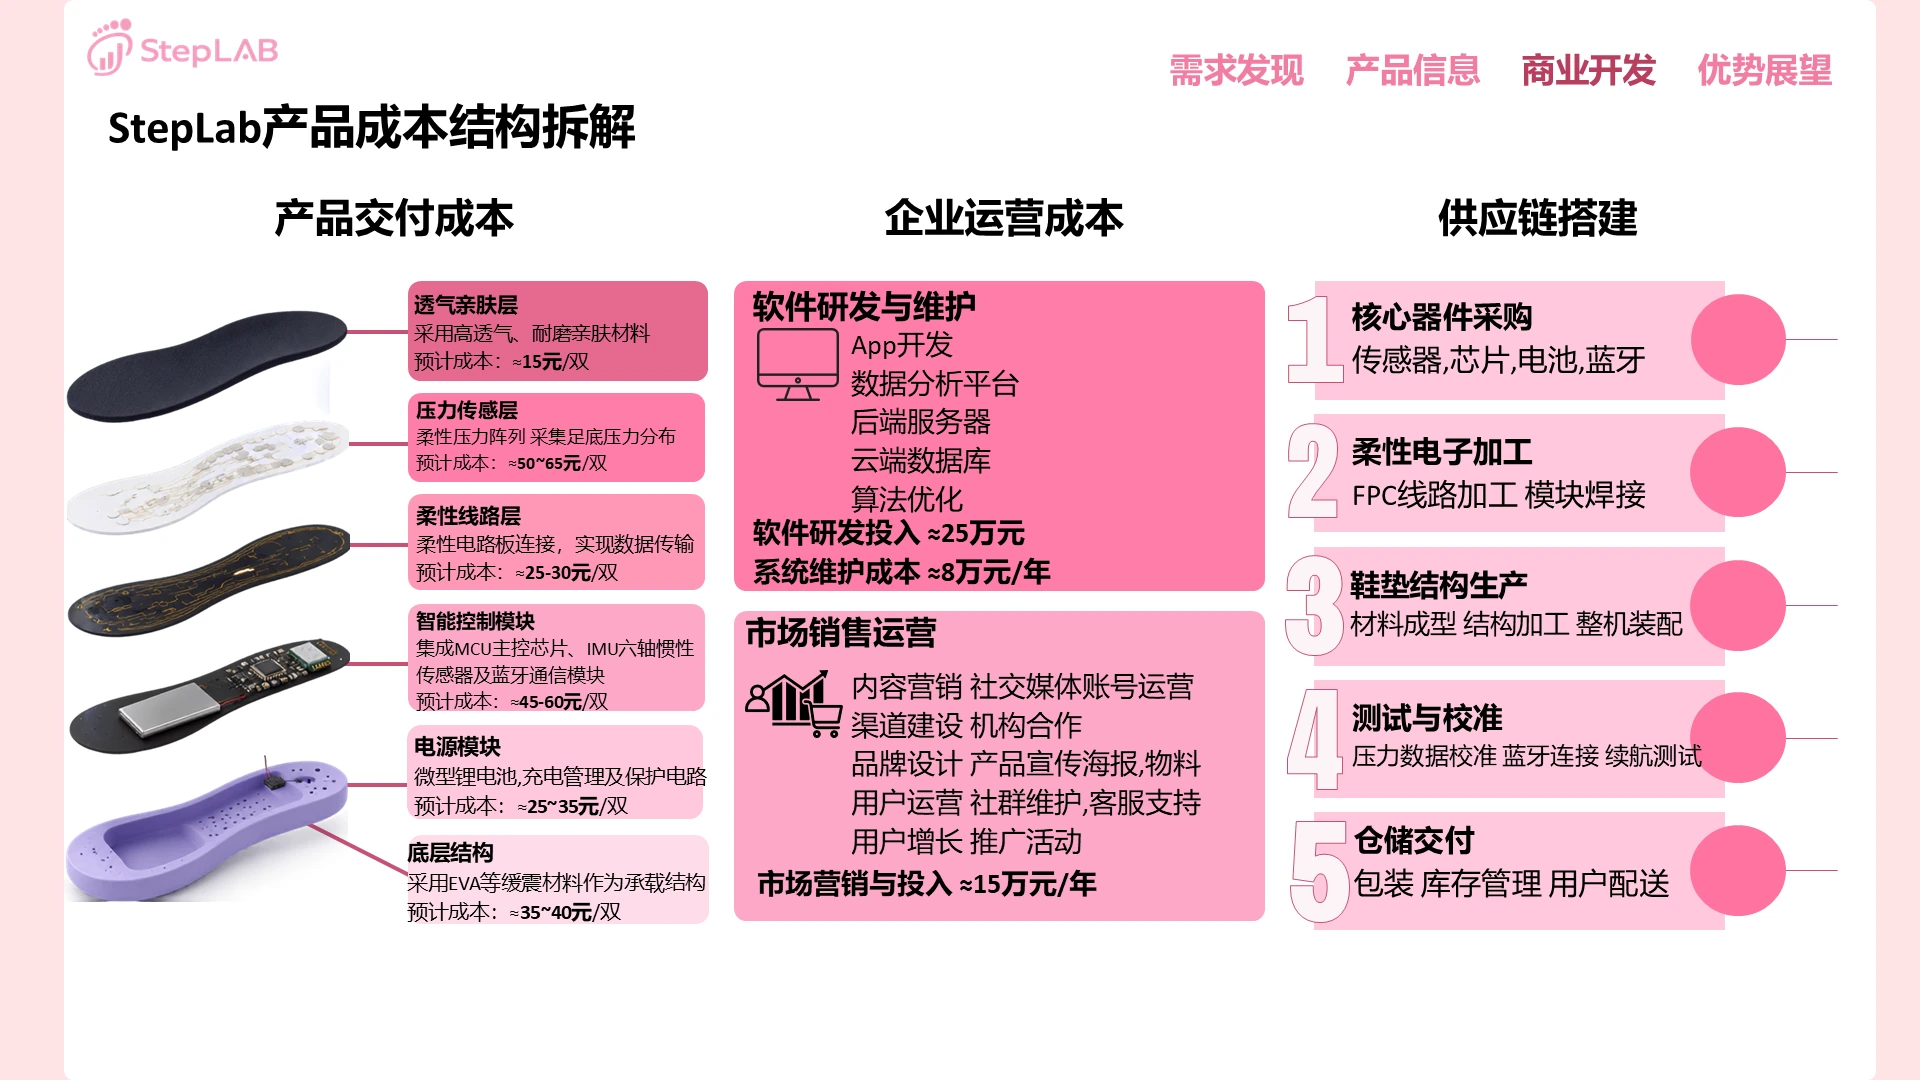 StepLAB
需求发现 产品信息 商业开发 优势展望
StepLab产品成本结构拆解
产品交付成本
透气亲肤层
采用高透气、耐磨亲肤材料
预计成本：≈15元/双
压力传感层
柔性压力阵列 采集足底压力分布
预计成本：≈50~65元/双
柔性线路层
柔性电路板连接，实现数据传输
预计成本：≈25-30元/双
智能控制模块
集成MCU主控芯片、IMU六轴惯性
传感器及蓝牙通信模块
预计成本：≈45-60元/双
电源模块
微型锂电池,充电管理及保护电路
预计成本：≈25~35元/双
底层结构
采用EVA等缓震材料作为承载结构
预计成本：≈35~40元/双
企业运营成本
软件研发与维护
App开发
数据分析平台
后端服务器
云端数据库
算法优化
软件研发投入 ≈25万元
系统维护成本 ≈8万元/年
市场销售运营
内容营销 社交媒体账号运营
渠道建设 机构合作
品牌设计 产品宣传海报,物料
用户运营 社群维护,客服支持
用户增长 推广活动
市场营销与投入 ≈15万元/年
供应链搭建
1
核心器件采购
传感器,芯片,电池,蓝牙
2
柔性电子加工
FPC线路加工 模块焊接
3
鞋垫结构生产
材料成型 结构加工 整机装配
4
测试与校准
压力数据校准 蓝牙连接 续航测试
5
仓储交付
包装 库存管理 用户配送